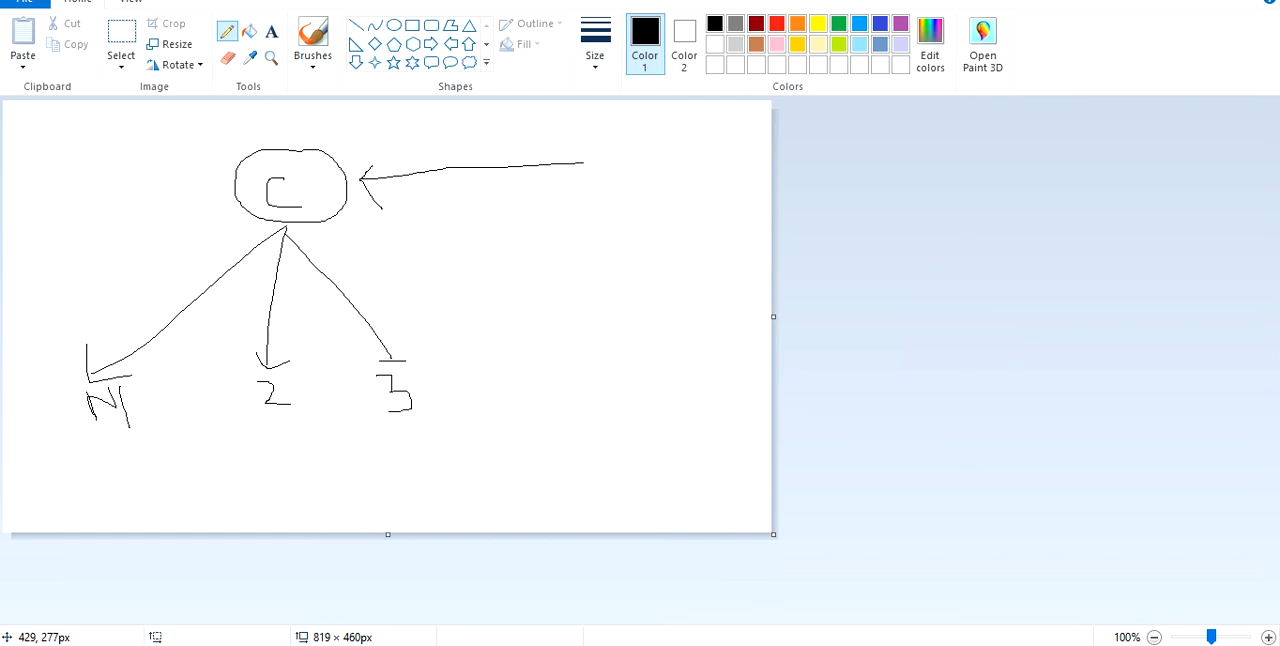 File Home View
Cut
Copy
Paste
Clipboard
Crop
Resize
Rotate
Select
Image
A
Tools
Brushes
Shapes
Outline
Fill
Size
Color 1
Color 2
Edit colors
Colors
Open Paint 3D
C
N 2 3
429, 277px 819 × 460px 100%